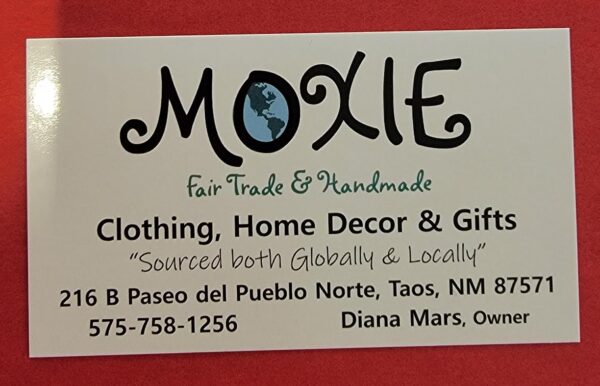 MOXIE
Fair Trade & Handmade
Clothing, Home Decor & Gifts
"Sourced both Globally & Locally"
216 B Paseo del Pueblo Norte, Taos, NM 87571
575-758-1256 Diana Mars, Owner